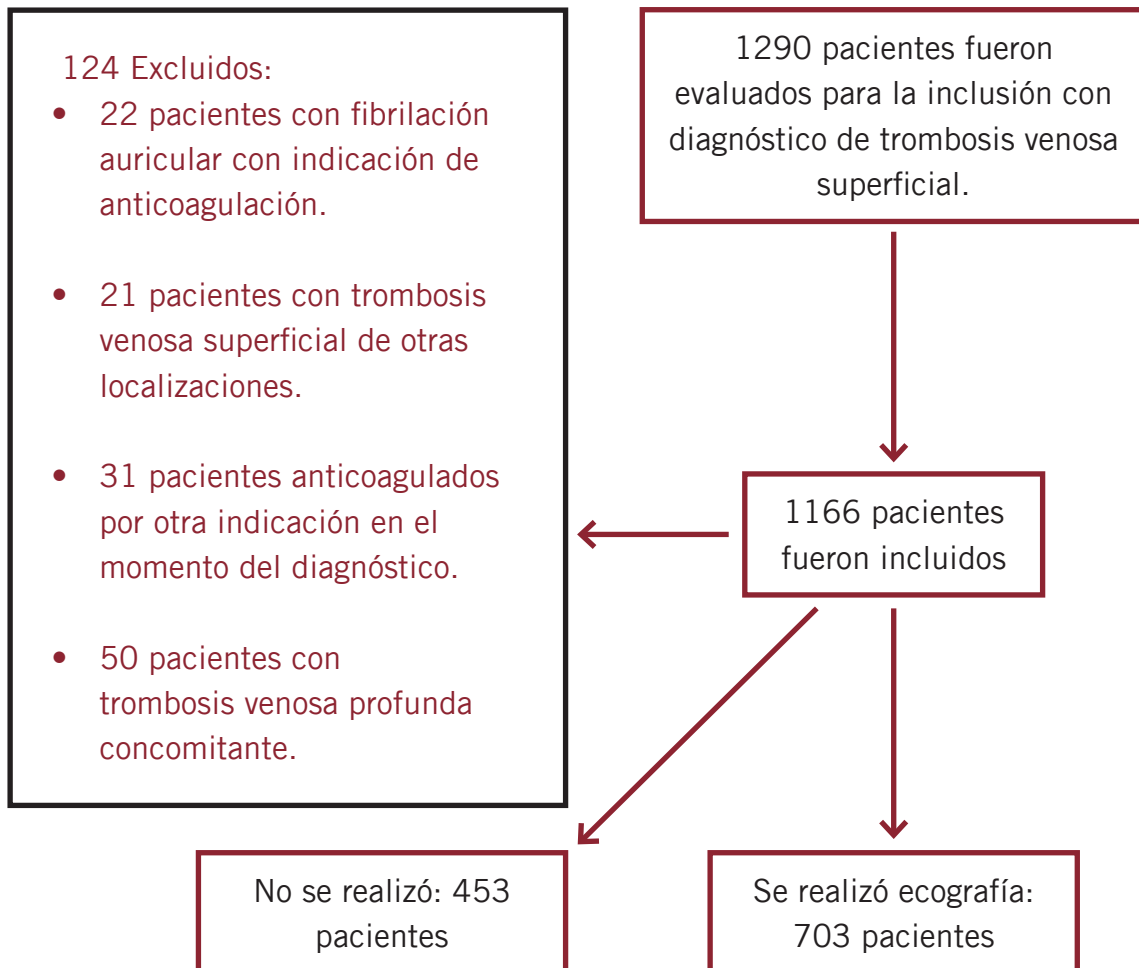 1290 pacientes fueron
evaluados para la inclusión con
diagnóstico de trombosis venosa
superficial.
124 Excluidos:
• 22 pacientes con fibrilación
auricular con indicación de
anticoagulación.
• 21 pacientes con trombosis
venosa superficial de otras
localizaciones.
• 31 pacientes anticoagulados
por otra indicación en el
momento del diagnóstico.
• 50 pacientes con
trombosis venosa profunda
concomitante.
1166 pacientes
fueron incluidos
No se realizó: 453
pacientes
Se realizó ecografía:
703 pacientes